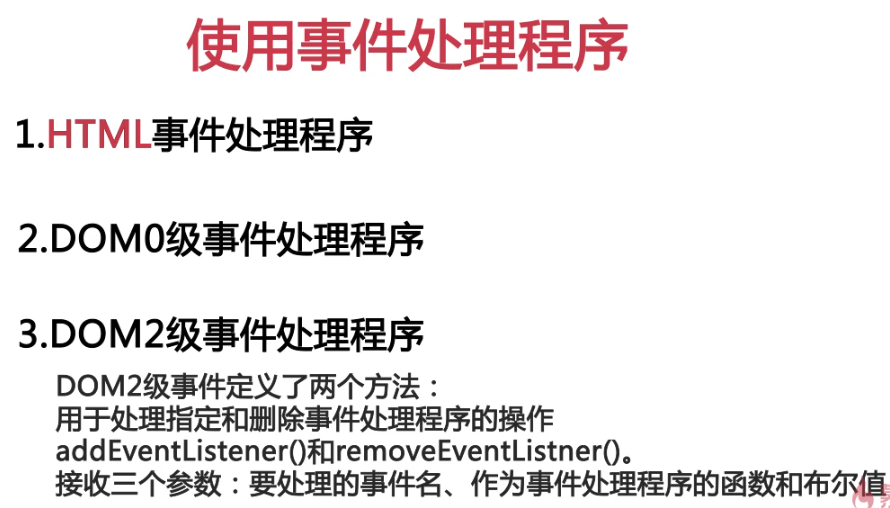 使用事件处理程序
1.HTML事件处理程序
2.DOM0级事件处理程序
3.DOM2级事件处理程序
DOM2级事件定义了两个方法：
用于处理指定和删除事件处理程序的操作
addEventListener()和removeEventListner()。
接收三个参数：要处理的事件名、作为事件处理程序的函数和布尔值